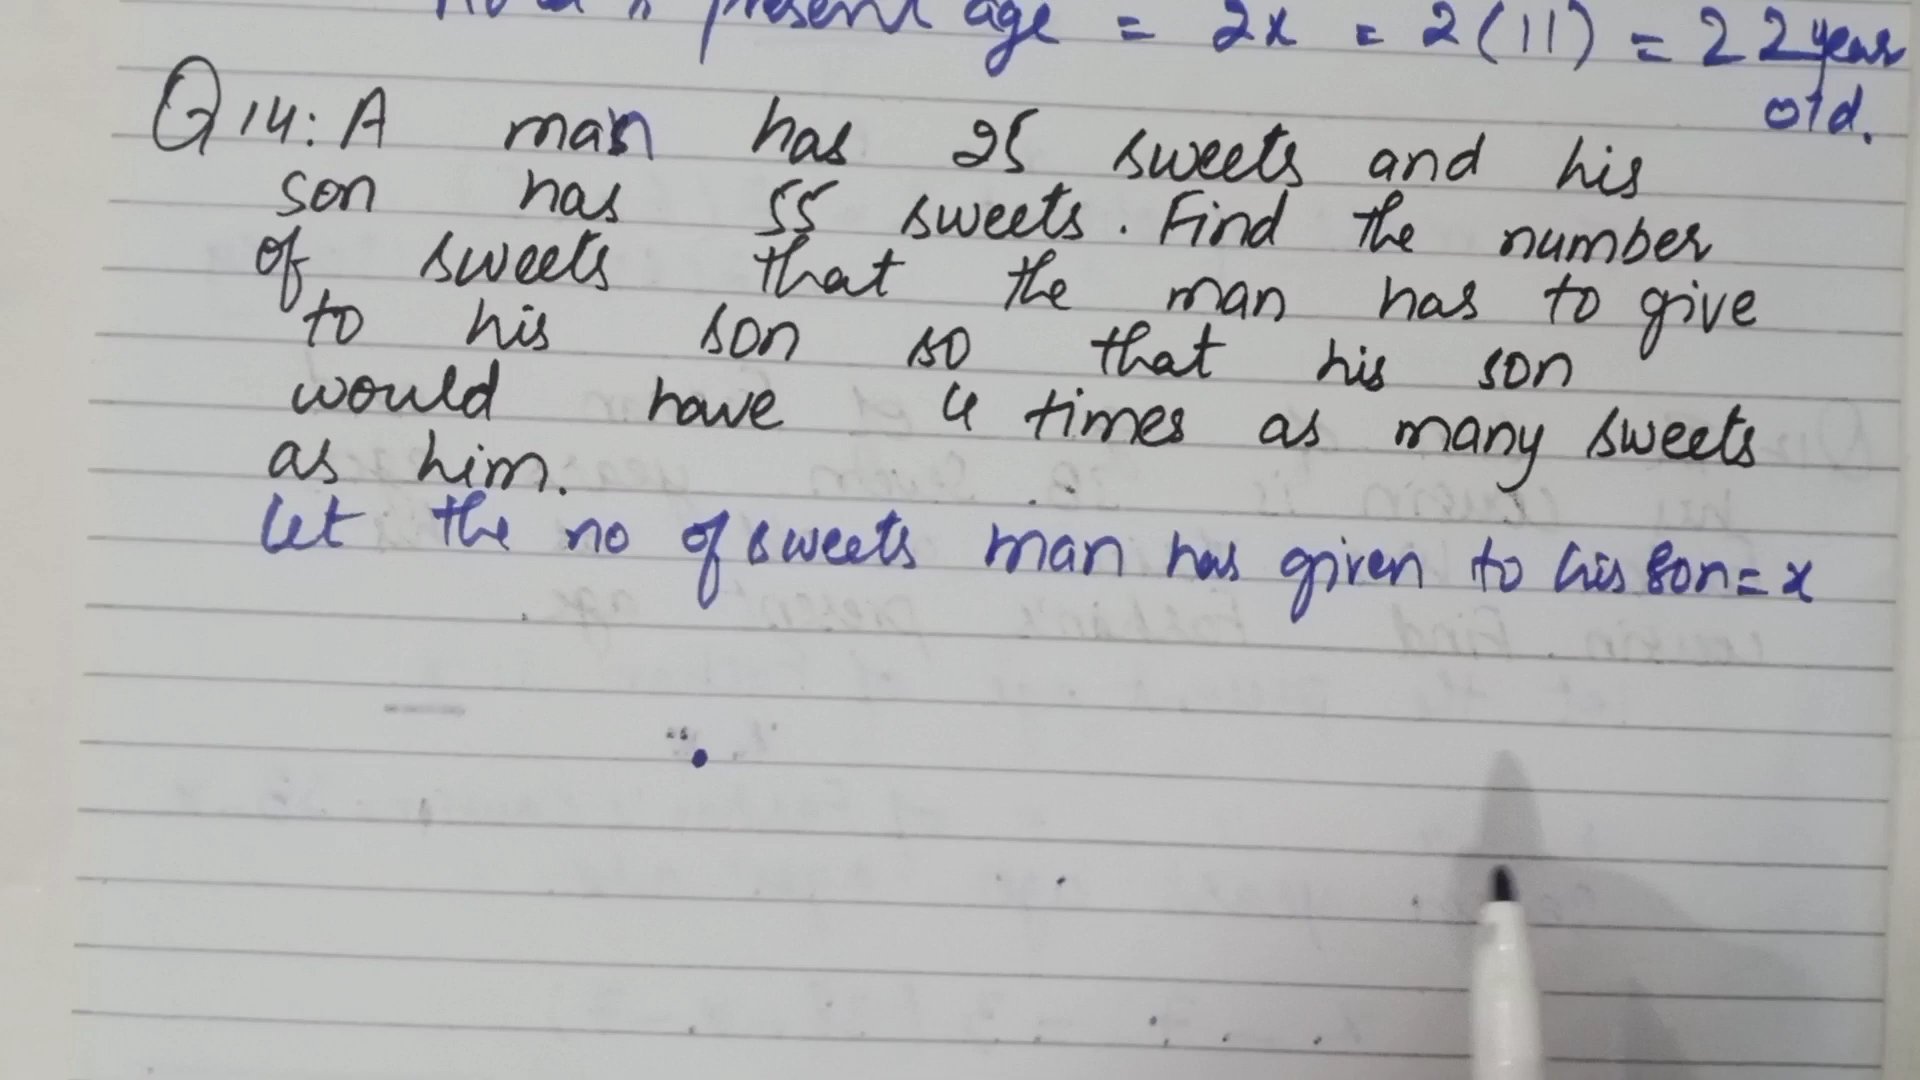 present age = 2x = 2(11) = 22 year
old.
Q14: A man has 25 sweets and his
son has 55 sweets. Find the number
of sweets that the man has to give
to his son so that his son
would have 4 times as many sweets
as him.
Let the no of sweets man has given to his son = x